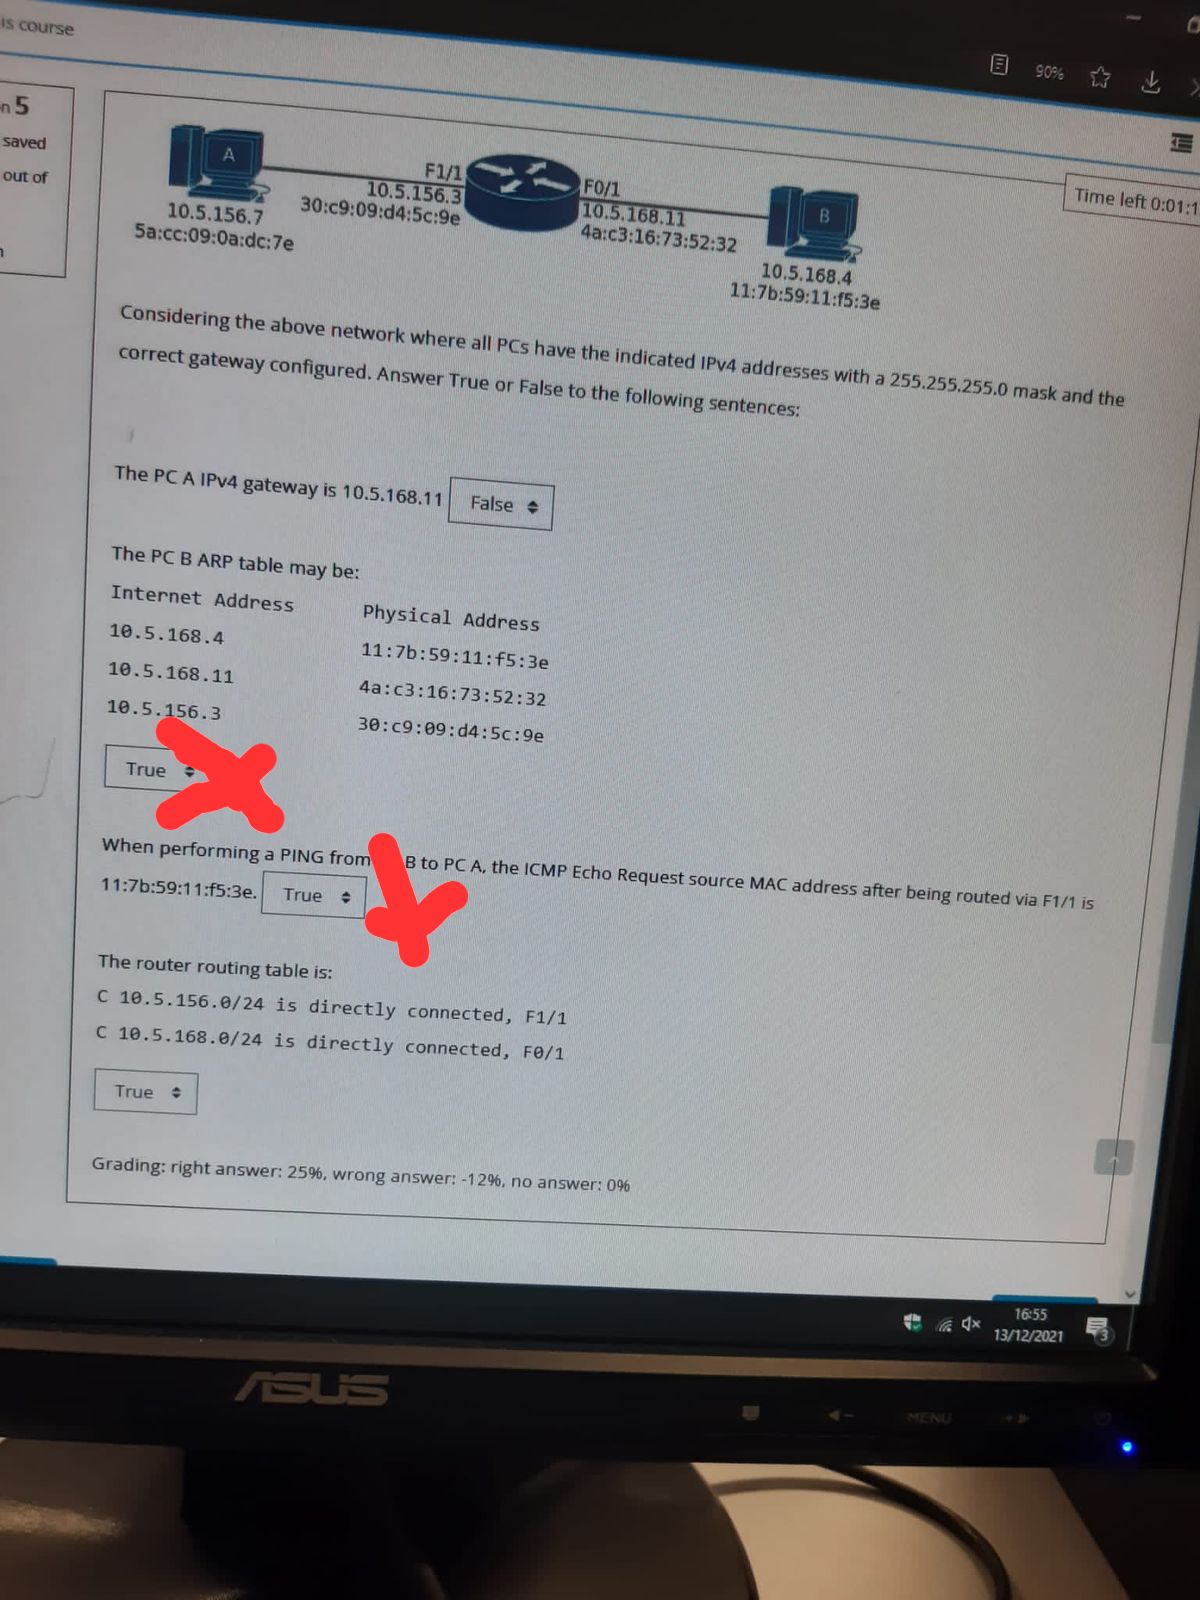 is course
90%
n 5
saved
out of
Time left 0:01:1
A
F1/1
10.5.156.3
30:c9:09:d4:5c:9e
10.5.156.7
5a:cc:09:0a:dc:7e
F0/1
10.5.168.11
4a:c3:16:73:52:32
B
10.5.168.4
11:7b:59:11:f5:3e
Considering the above network where all PCs have the indicated IPv4 addresses with a 255.255.255.0 mask and the
correct gateway configured. Answer True or False to the following sentences:
The PC A IPv4 gateway is 10.5.168.11 False
The PC B ARP table may be:
Internet Address Physical Address
10.5.168.4 11:7b:59:11:f5:3e
10.5.168.11 4a:c3:16:73:52:32
10.5.156.3 30:c9:09:d4:5c:9e
True
When performing a PING from B to PC A, the ICMP Echo Request source MAC address after being routed via F1/1 is
11:7b:59:11:f5:3e. True
The router routing table is:
C 10.5.156.0/24 is directly connected, F1/1
C 10.5.168.0/24 is directly connected, F0/1
True
Grading: right answer: 25%, wrong answer: -12%, no answer: 0%
16:55
13/12/2021
3
ASUS
MENU